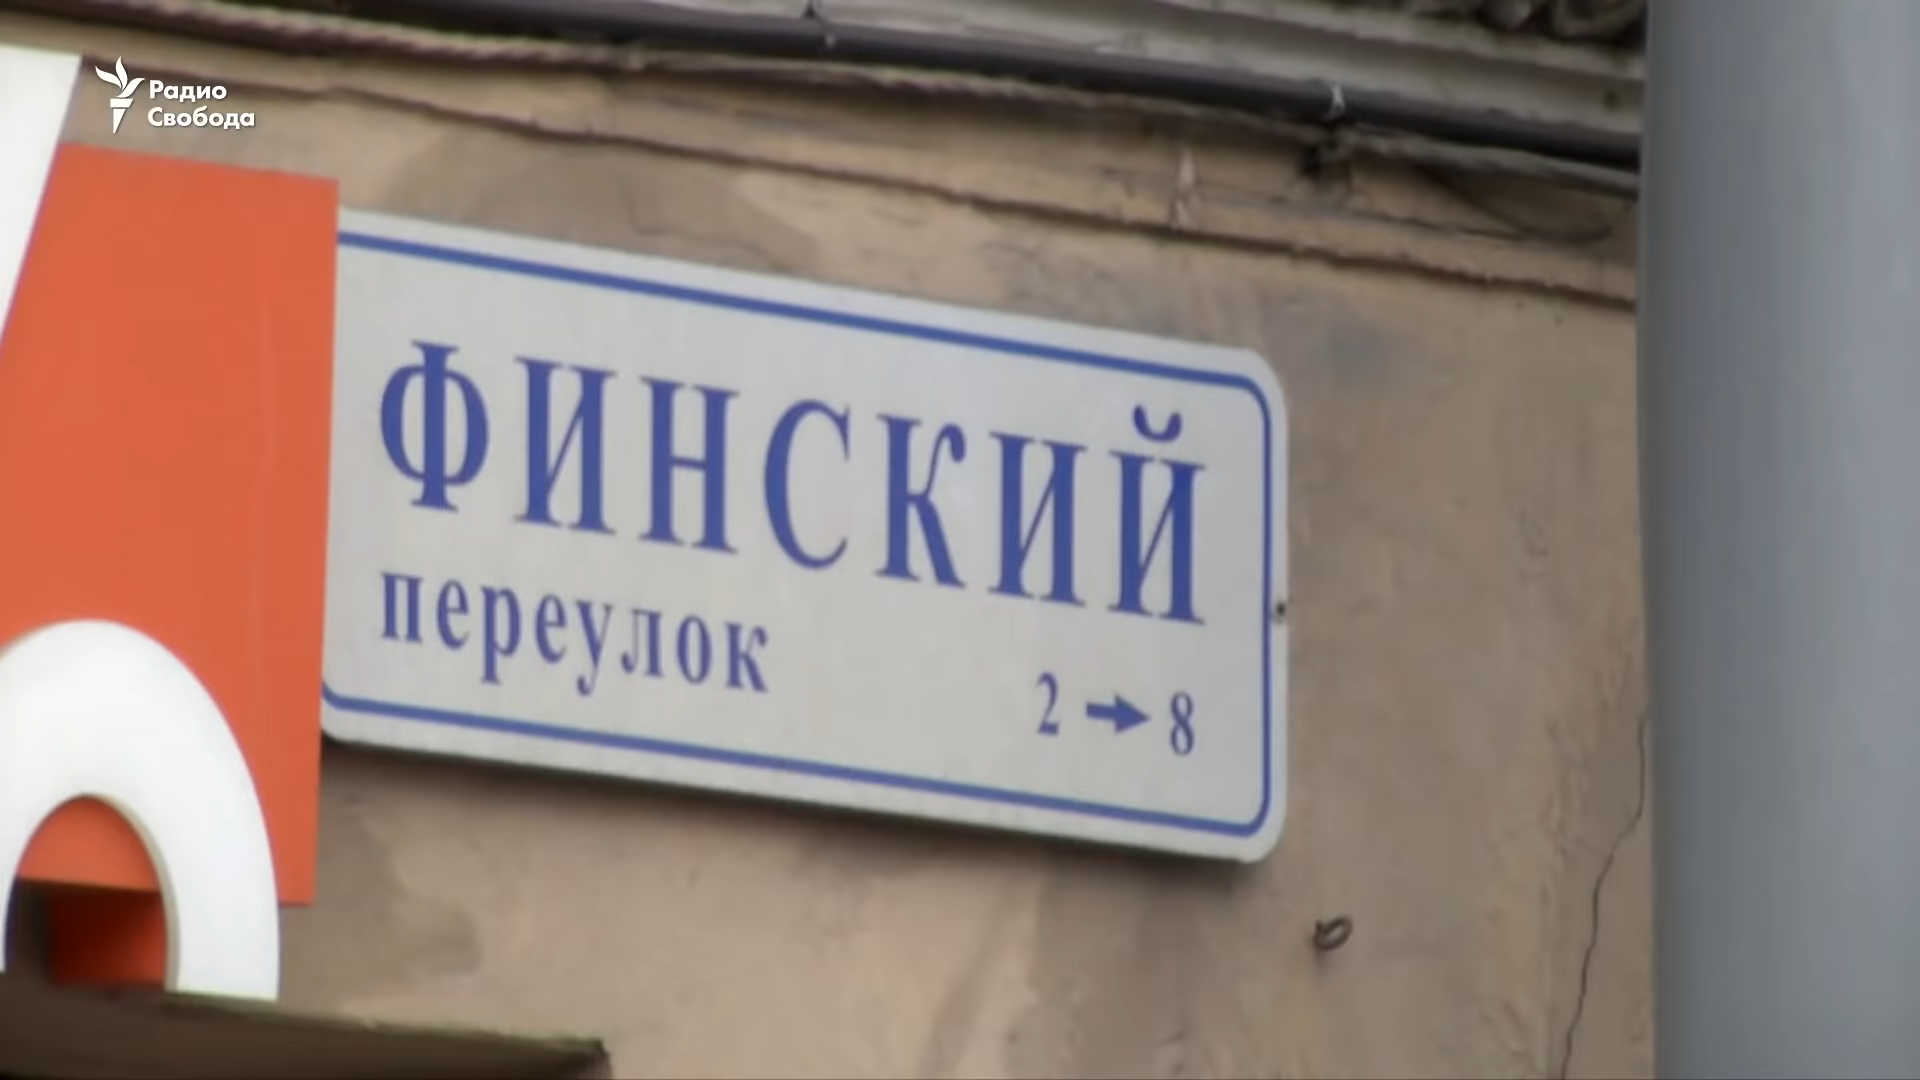 Радио
Свобода
ФИНСКИЙ
переулок
2 → 8